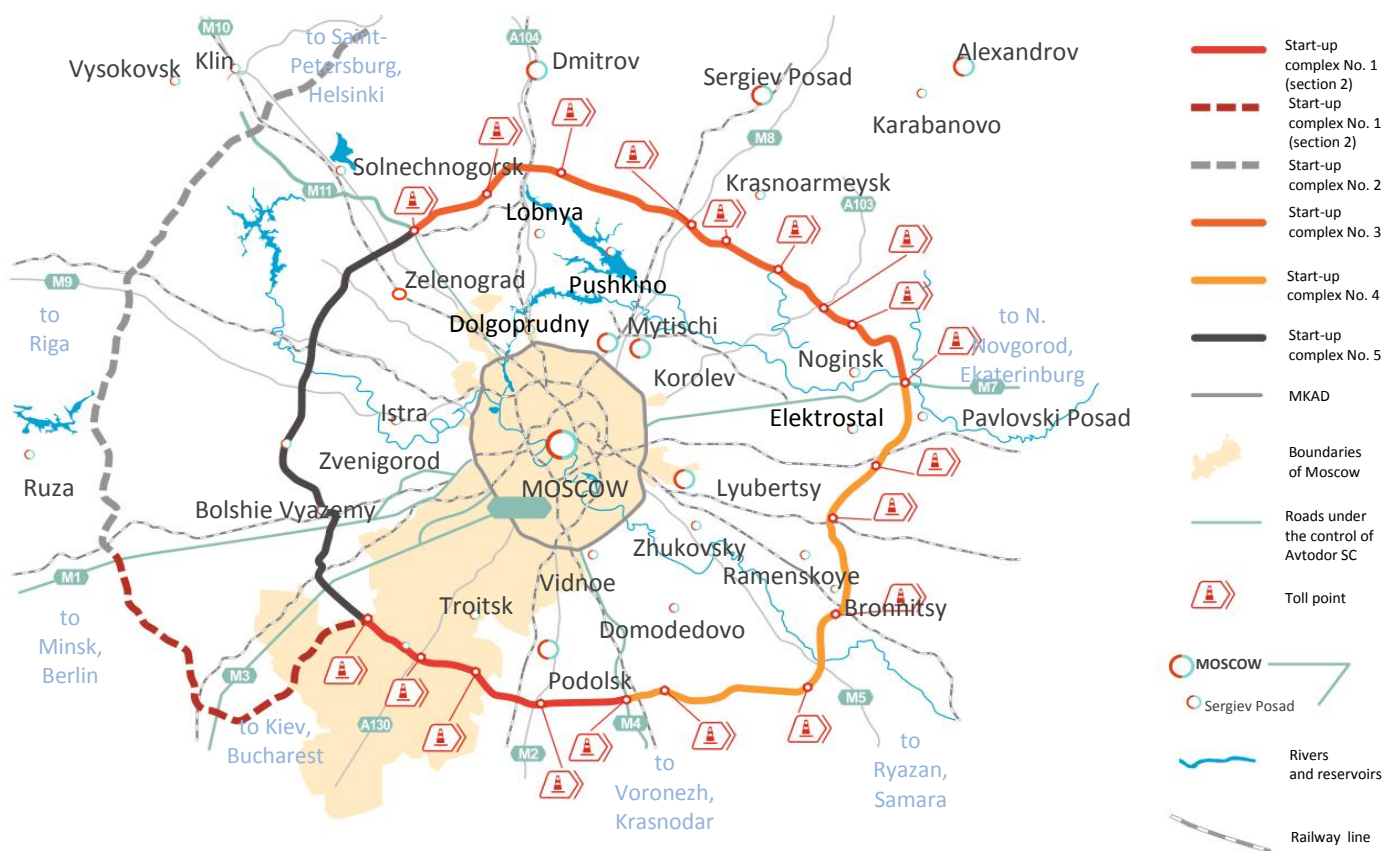 M10
to Saint-
Petersburg,
Helsinki
A104
Vysokovsk
Klin
Dmitrov
Sergiev Posad
Alexandrov
Karabanovo
M8
Solnechnogorsk
M11
Krasnoarmeysk
A103
Lobnya
M9
Zelenograd
Pushkino
to
Riga
Dolgoprudny
Mytischi
to N.
Novgorod,
Ekaterinburg
Noginsk
Korolev
M7
Istra
Elektrostal
Pavlovski Posad
Zvenigorod
Ruza
MOSCOW
Lyubertsy
Bolshie Vyazemy
Zhukovsky
M1
Vidnoe
Ramenskoye
Troitsk
Bronnitsy
to
Minsk,
Berlin
Domodedovo
M3
Podolsk
M5
to Kiev,
Bucharest
A130
M2
M4
to
Voronezh,
Krasnodar
to
Ryazan,
Samara
Start-up
complex No. 1
(section 2)
Start-up
complex No. 1
(section 2)
Start-up
complex No. 2
Start-up
complex No. 3
Start-up
complex No. 4
Start-up
complex No. 5
MKAD
Boundaries
of Moscow
Roads under
the control of
Avtodor SC
Toll point
MOSCOW
Sergiev Posad
Rivers
and reservoirs
Railway line